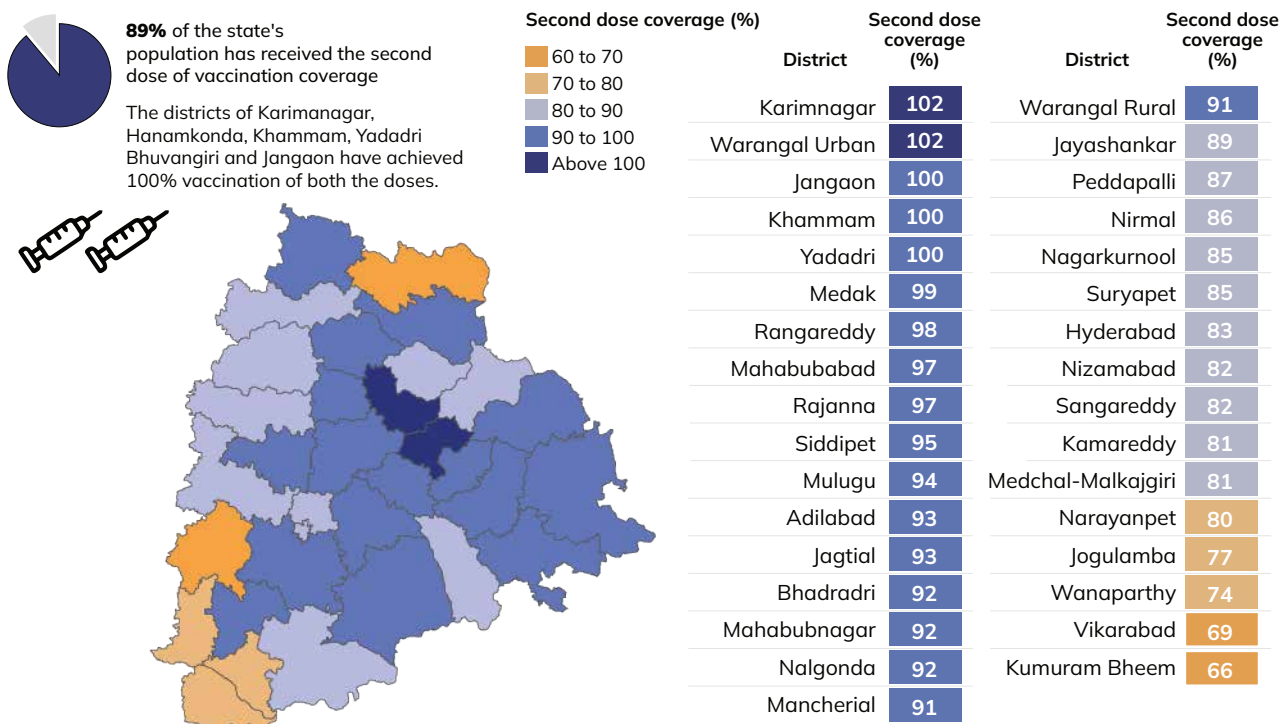 89% of the state's
population has received the second
dose of vaccination coverage
The districts of Karimanagar,
Hanamkonda, Khammam, Yadadri
Bhuvangiri and Jangaon have achieved
100% vaccination of both the doses.
Second dose coverage (%)
60 to 70
70 to 80
80 to 90
90 to 100
Above 100
District
Second dose
coverage
(%)
Karimnagar 102
Warangal Urban 102
Jangaon 100
Khammam 100
Yadadri 100
Medak 99
Rangareddy 98
Mahabubabad 97
Rajanna 97
Siddipet 95
Mulugu 94
Adilabad 93
Jagtial 93
Bhadradri 92
Mahabubnagar 92
Nalgonda 92
Mancherial 91
District
Second dose
coverage
(%)
Warangal Rural 91
Jayashankar 89
Peddapalli 87
Nirmal 86
Nagarkurnool 85
Suryapet 85
Hyderabad 83
Nizamabad 82
Sangareddy 82
Kamareddy 81
Medchal-Malkajgiri 81
Narayanpet 80
Jogulamba 77
Wanaparthy 74
Vikarabad 69
Kumuram Bheem 66